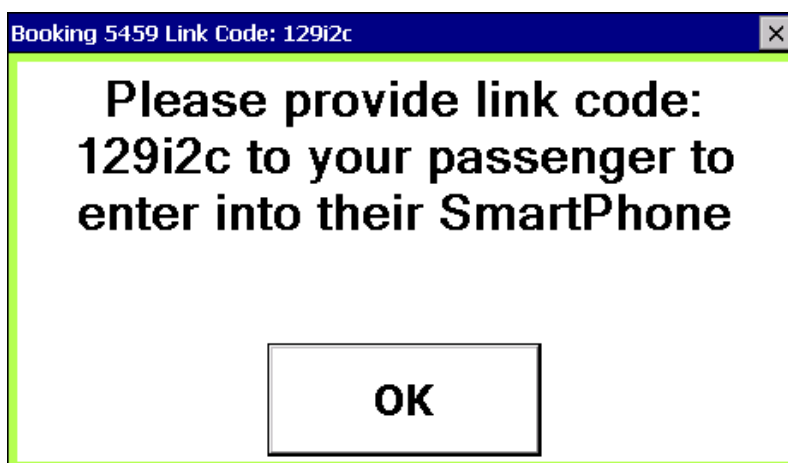 Booking 5459 Link Code: 129i2c
Please provide link code:
129i2c to your passenger to
enter into their SmartPhone
OK